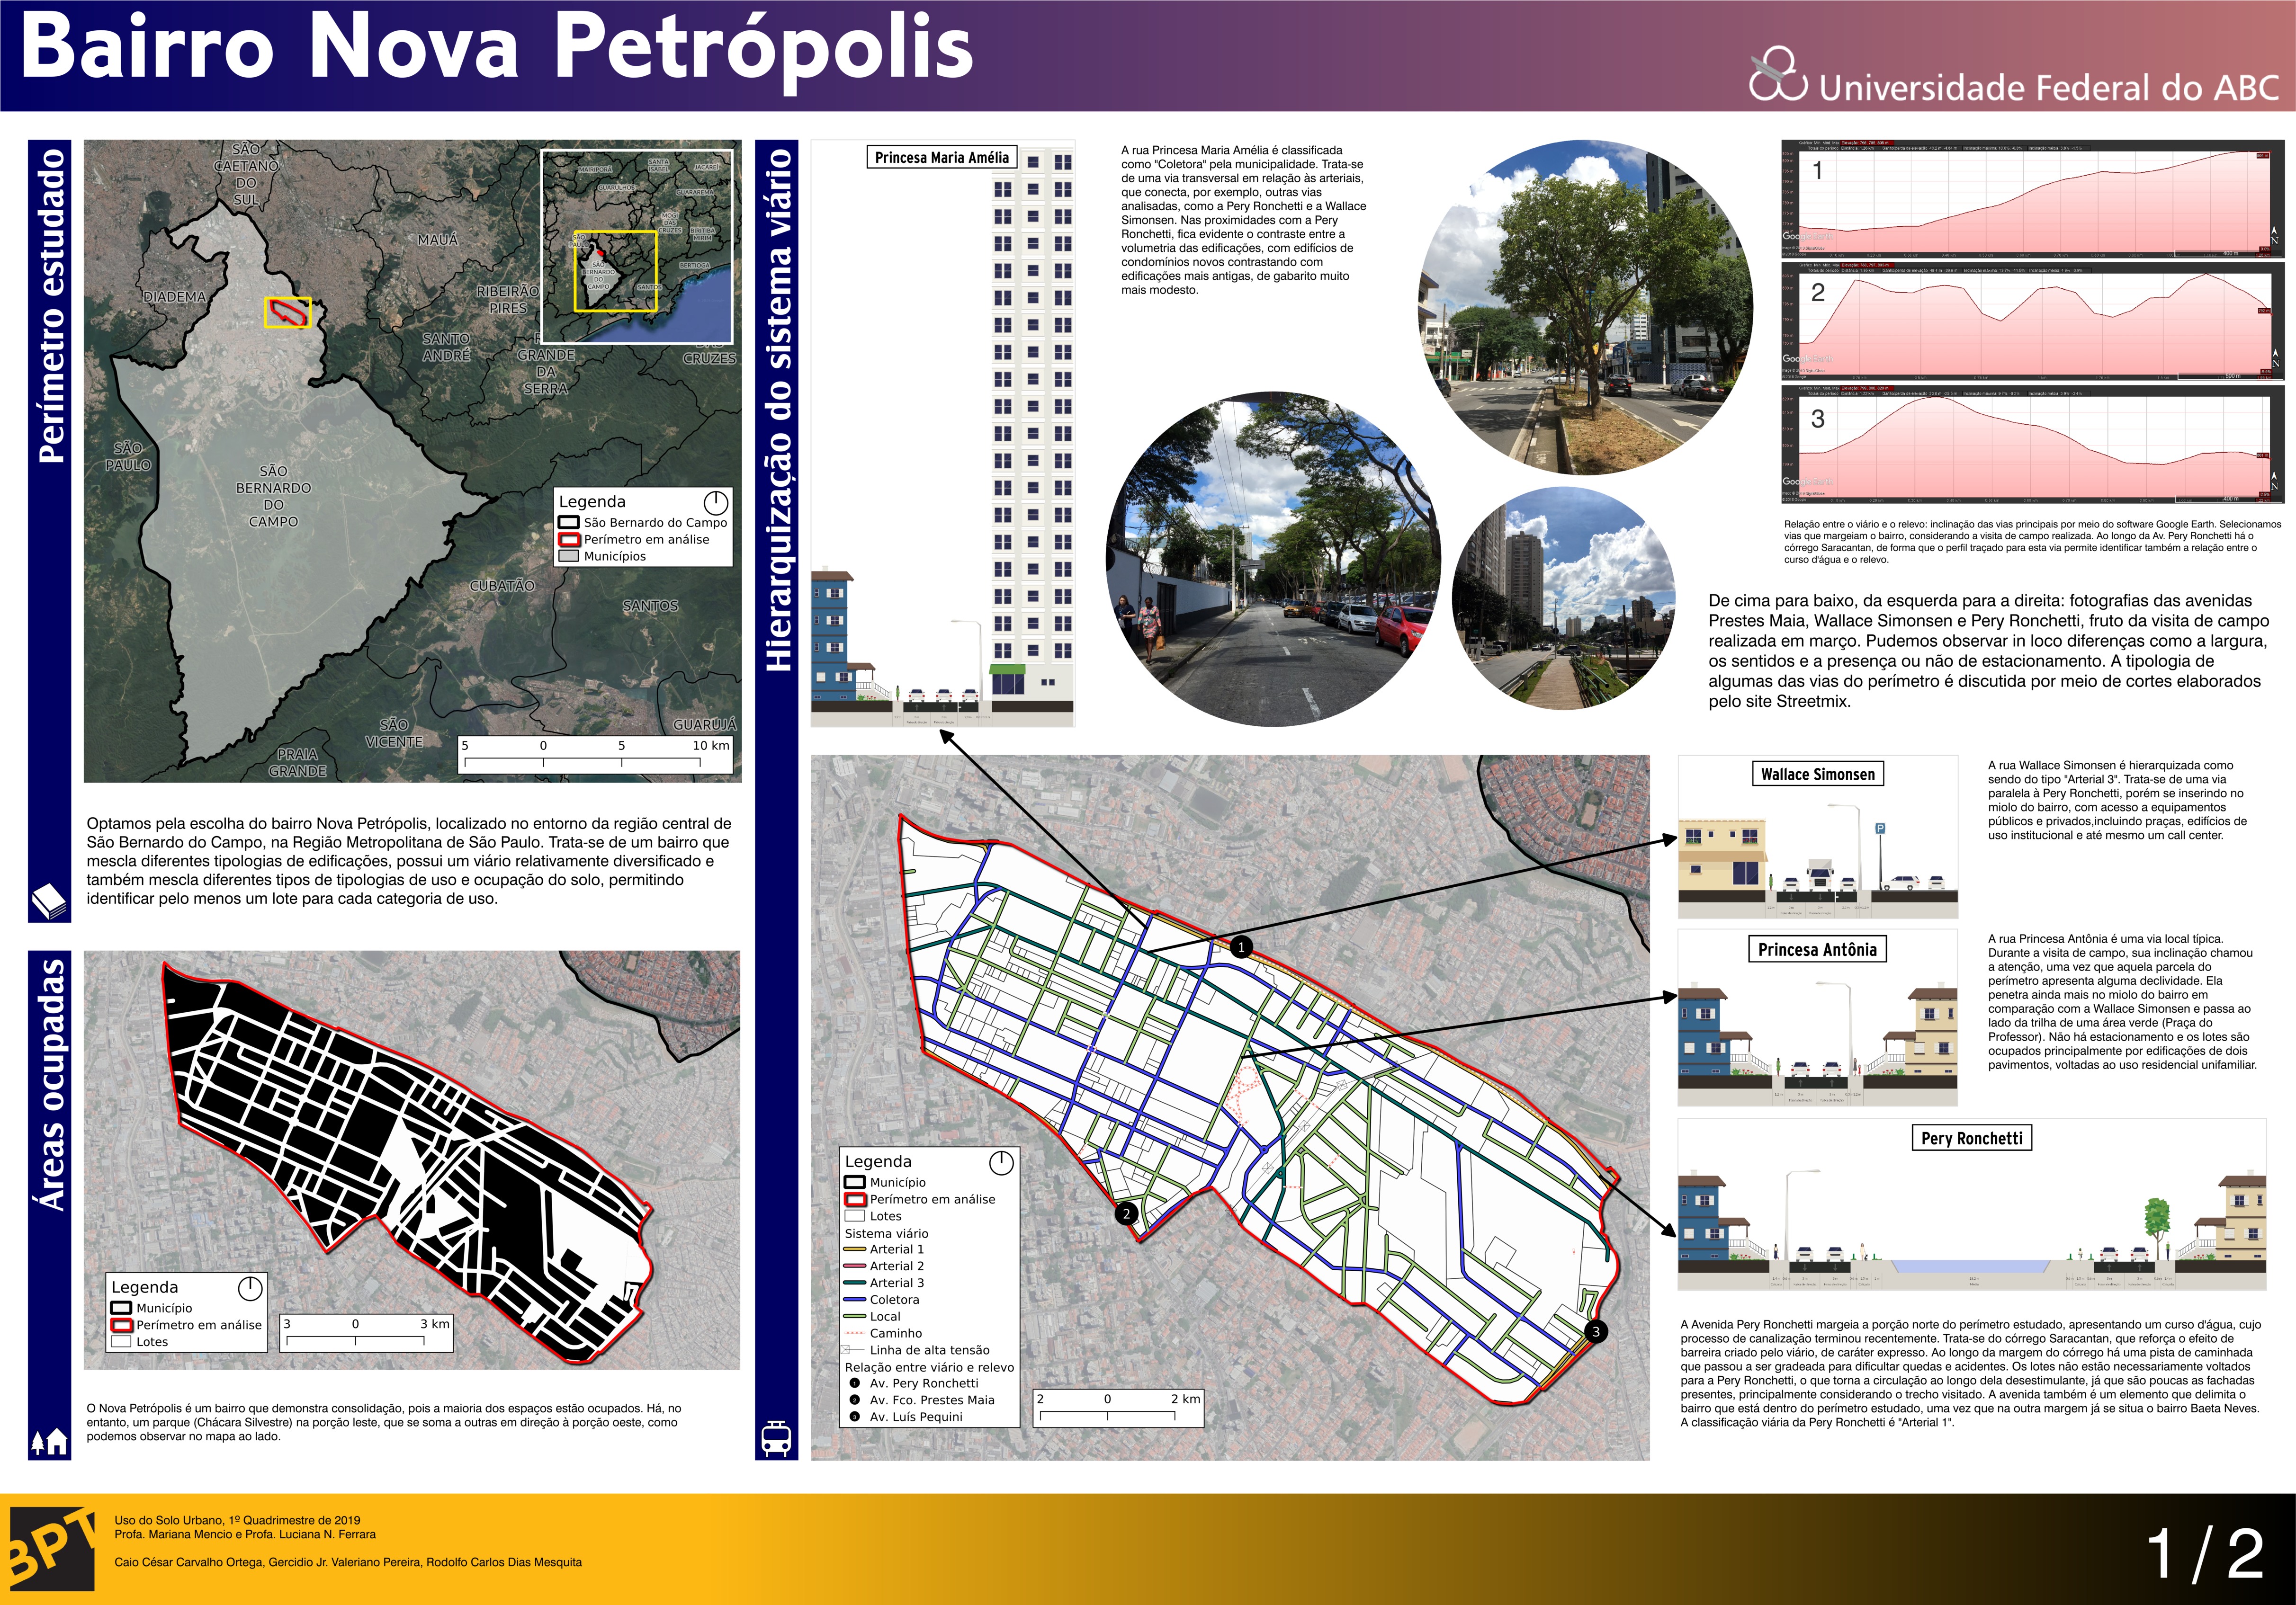 Bairro Nova Petrópolis
Universidade Federal do ABC
Perímetro estudado
SÃO
CAETANO
DO
SUL
MAUÁ
DIADEMA
RIBEIRÃO
PIRES
SANTO
ANDRÉ
GRANDE
DA
SERRA
CRUZES
SÃO
PAULO
SÃO
BERNARDO
DO
CAMPO
CUBATÃO
SANTOS
SÃO
VICENTE
GUARUJÁ
PRAIA
GRANDE
MAIRIPORÃ
SANTA
ISABEL
JACAREÍ
GUARULHOS
GUARAREMA
MOGI
DAS
CRUZES
BIRITIBA
MIRIM
SÃO
BERNARDO
DO
CAMPO
BERTIOGA
SANTOS
Legenda
São Bernardo do Campo
Perímetro em análise
Municípios
5 0 5 10 km
Optamos pela escolha do bairro Nova Petrópolis, localizado no entorno da região central de
São Bernardo do Campo, na Região Metropolitana de São Paulo. Trata-se de um bairro que
mescla diferentes tipologias de edificações, possui um viário relativamente diversificado e
também mescla diferentes tipos de tipologias de uso e ocupação do solo, permitindo
identificar pelo menos um lote para cada categoria de uso.
Áreas ocupadas
Legenda
Município
Perímetro em análise
Lotes
3 0 3 km
O Nova Petrópolis é um bairro que demonstra consolidação, pois a maioria dos espaços estão ocupados. Há, no
entanto, um parque (Chácara Silvestre) na porção leste, que se soma a outras em direção à porção oeste, como
podemos observar no mapa ao lado.
Hierarquização do sistema viário
Princesa Maria Amélia
A rua Princesa Maria Amélia é classificada
como "Coletora" pela municipalidade. Trata-se
de uma via transversal em relação às arteriais,
que conecta, por exemplo, outras vias
analisadas, como a Pery Ronchetti e a Wallace
Simonsen. Nas proximidades com a Pery
Ronchetti, fica evidente o contraste entre a
volumetria das edificações, com edifícios de
condomínios novos contrastando com
edificações mais antigas, de gabarito muito
mais modesto.
1
2
3
Relação entre o viário e o relevo: inclinação das vias principais por meio do software Google Earth. Selecionamos
vias que margeiam o bairro, considerando a visita de campo realizada. Ao longo da Av. Pery Ronchetti há o
córrego Saracantan, de forma que o perfil traçado para esta via permite identificar também a relação entre o
curso d'água e o relevo.
De cima para baixo, da esquerda para a direita: fotografias das avenidas
Prestes Maia, Wallace Simonsen e Pery Ronchetti, fruto da visita de campo
realizada em março. Pudemos observar in loco diferenças como a largura,
os sentidos e a presença ou não de estacionamento. A tipologia de
algumas das vias do perímetro é discutida por meio de cortes elaborados
pelo site Streetmix.
1
2
3
Legenda
Município
Perímetro em análise
Lotes
Sistema viário
Arterial 1
Arterial 2
Arterial 3
Coletora
Local
Caminho
Linha de alta tensão
Relação entre viário e relevo
Av. Pery Ronchetti
Av. Fco. Prestes Maia
Av. Luís Pequini
2 0 2 km
Wallace Simonsen
P
A rua Wallace Simonsen é hierarquizada como
sendo do tipo "Arterial 3". Trata-se de uma via
paralela à Pery Ronchetti, porém se inserindo no
miolo do bairro, com acesso a equipamentos
públicos e privados,incluindo praças, edifícios de
uso institucional e até mesmo um call center.
Princesa Antônia
A rua Princesa Antônia é uma via local típica.
Durante a visita de campo, sua inclinação chamou
a atenção, uma vez que aquela parcela do
perímetro apresenta alguma declividade. Ela
penetra ainda mais no miolo do bairro em
comparação com a Wallace Simonsen e passa ao
lado da trilha de uma área verde (Praça do
Professor). Não há estacionamento e os lotes são
ocupados principalmente por edificações de dois
pavimentos, voltadas ao uso residencial unifamiliar.
Pery Ronchetti
A Avenida Pery Ronchetti margeia a porção norte do perímetro estudado, apresentando um curso d'água, cujo
processo de canalização terminou recentemente. Trata-se do córrego Saracantan, que reforça o efeito de
barreira criado pelo viário, de caráter expresso. Ao longo da margem do córrego há uma pista de caminhada
que passou a ser gradeada para dificultar quedas e acidentes. Os lotes não estão necessariamente voltados
para a Pery Ronchetti, o que torna a circulação ao longo dela desestimulante, já que são poucas as fachadas
presentes, principalmente considerando o trecho visitado. A avenida também é um elemento que delimita o
bairro que está dentro do perímetro estudado, uma vez que na outra margem já se situa o bairro Baeta Neves.
A classificação viária da Pery Ronchetti é "Arterial 1".
BPT
Uso do Solo Urbano, 1º Quadrimestre de 2019
Profa. Mariana Mencio e Profa. Luciana N. Ferrara
Caio César Carvalho Ortega, Gercidio Jr. Valeriano Pereira, Rodolfo Carlos Dias Mesquita
1/2